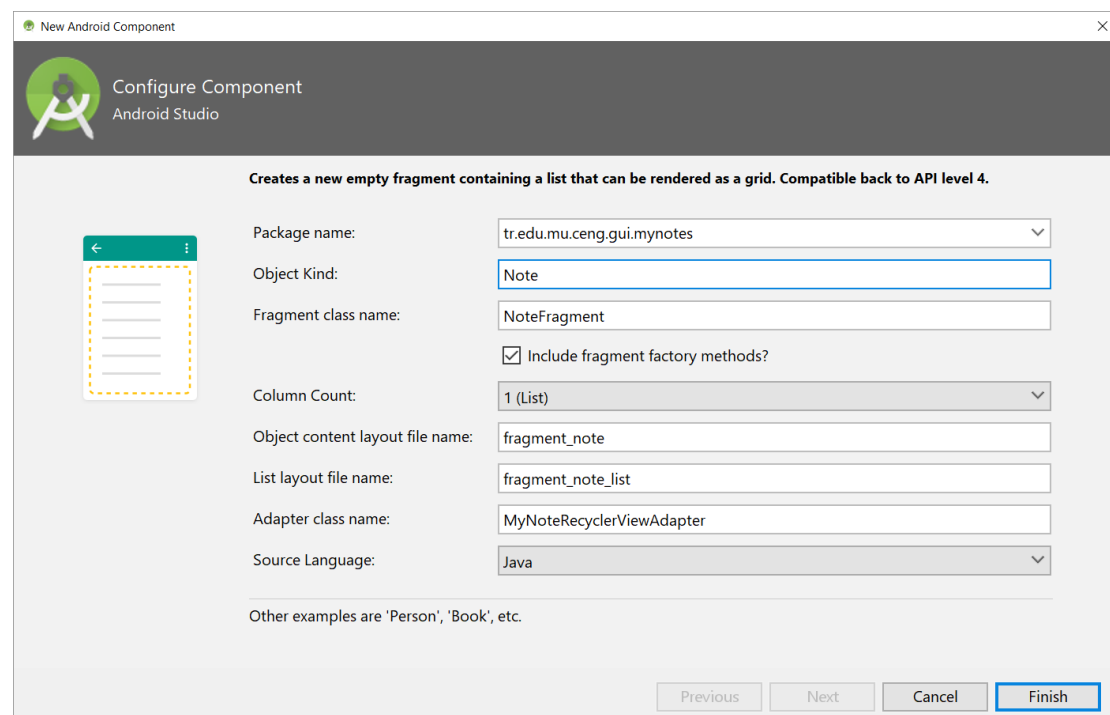 New Android Component
Configure Component
Android Studio
Creates a new empty fragment containing a list that can be rendered as a grid. Compatible back to API level 4.
Package name: tr.edu.mu.ceng.gui.mynotes
Object Kind: Note
Fragment class name: NoteFragment
Include fragment factory methods?
Column Count: 1 (List)
Object content layout file name: fragment_note
List layout file name: fragment_note_list
Adapter class name: MyNoteRecyclerViewAdapter
Source Language: Java
Other examples are 'Person', 'Book', etc.
Previous Next Cancel Finish